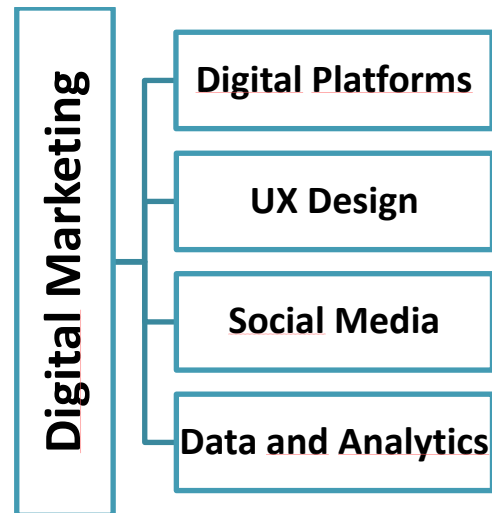 Digital Marketing
Digital Platforms
UX Design
Social Media
Data and Analytics